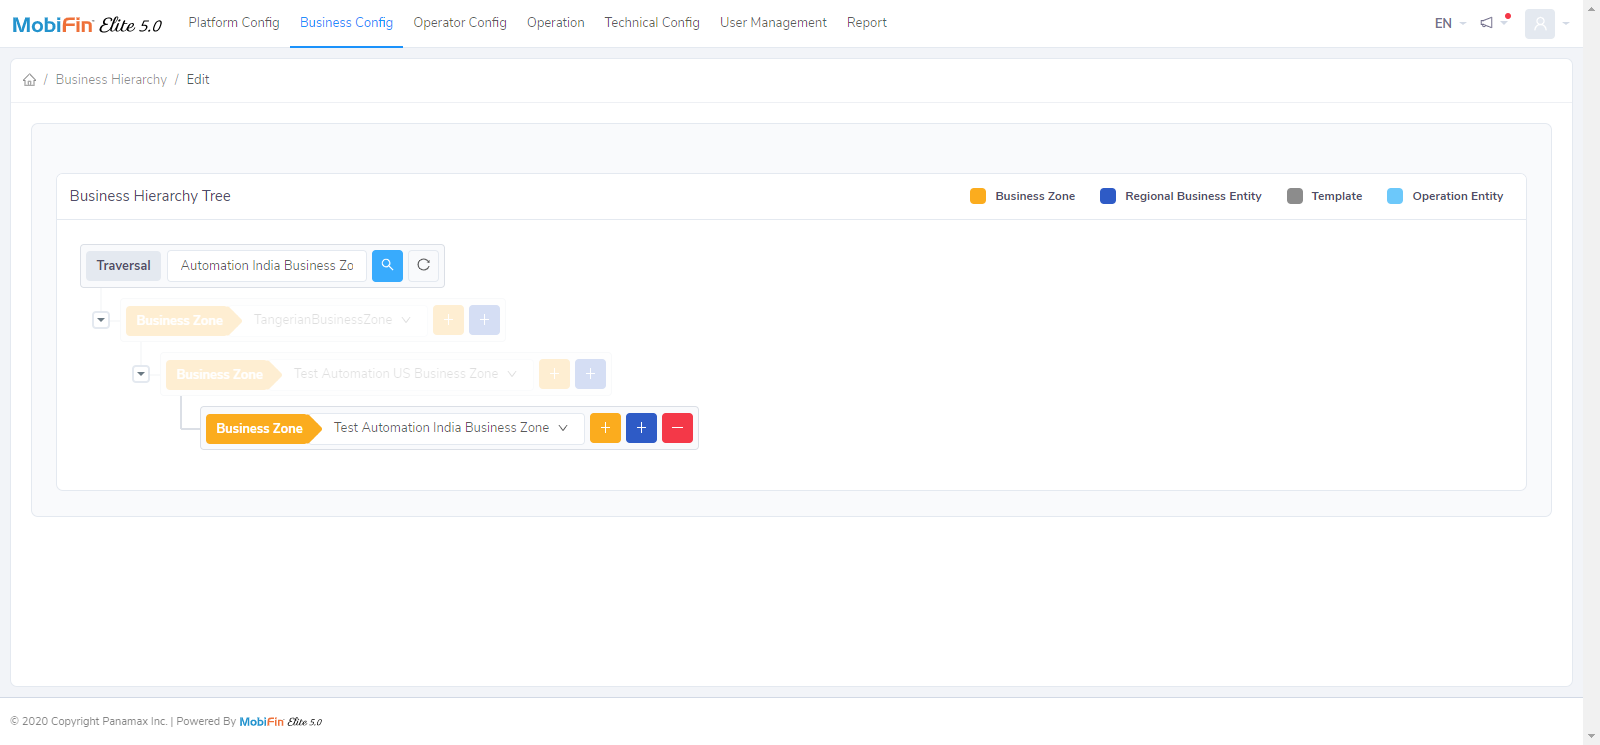 MobiFin Elite 5.0 Platform Config Business Config Operator Config Operation Technical Config User Management Report EN
/ Business Hierarchy / Edit
Business Hierarchy Tree Business Zone Regional Business Entity Template Operation Entity
Traversal Automation India Business Zo
Business Zone TangerianBusinessZone
Business Zone Test Automation US Business Zone
Business Zone Test Automation India Business Zone
© 2020 Copyright Panamax Inc. | Powered By MobiFin Elite 5.0